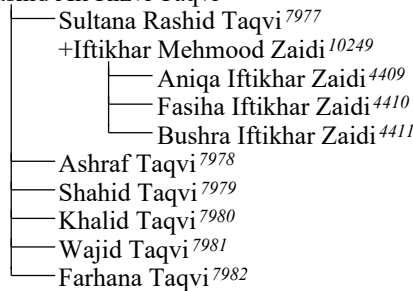 Sultana Rashid Taqvi 7977
+Iftikhar Mehmood Zaidi 10249
Aniqa Iftikhar Zaidi 4409
Fasiha Iftikhar Zaidi 4410
Bushra Iftikhar Zaidi 4411
Ashraf Taqvi 7978
Shahid Taqvi 7979
Khalid Taqvi 7980
Wajid Taqvi 7981
Farhana Taqvi 7982